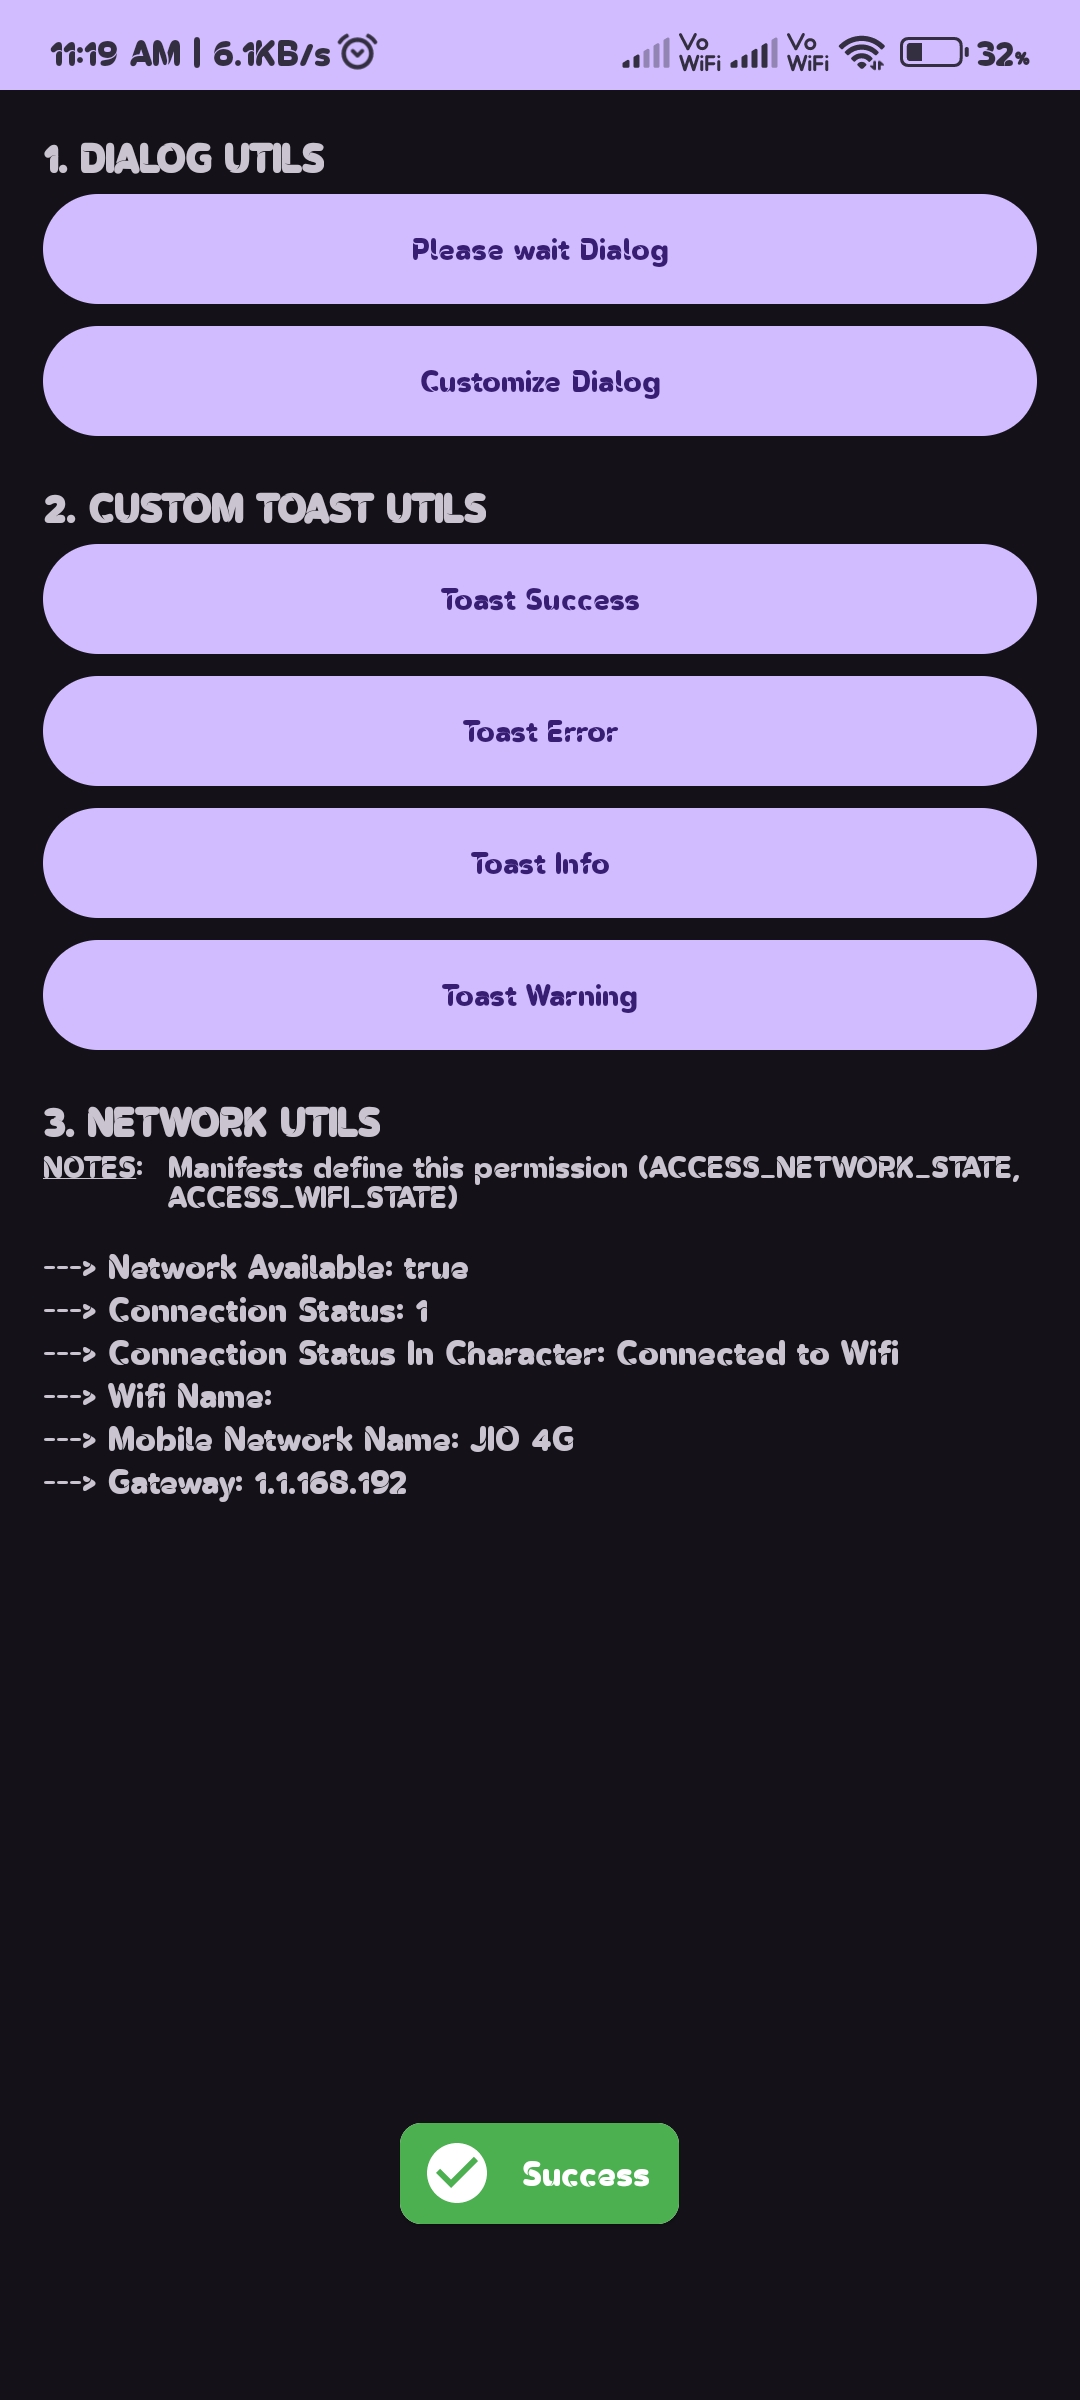 11:19 AM | 6.1KB/s Vo WiFi Vo WiFi 32%
1. DIALOG UTILS
Please wait Dialog
Customize Dialog
2. CUSTOM TOAST UTILS
Toast Success
Toast Error
Toast Info
Toast Warning
3. NETWORK UTILS
NOTES: Manifests define this permission (ACCESS_NETWORK_STATE,
ACCESS_WIFI_STATE)
---> Network Available: true
---> Connection Status: 1
---> Connection Status In Character: Connected to Wifi
---> Wifi Name:
---> Mobile Network Name: JIO 4G
---> Gateway: 1.1.168.192
Success